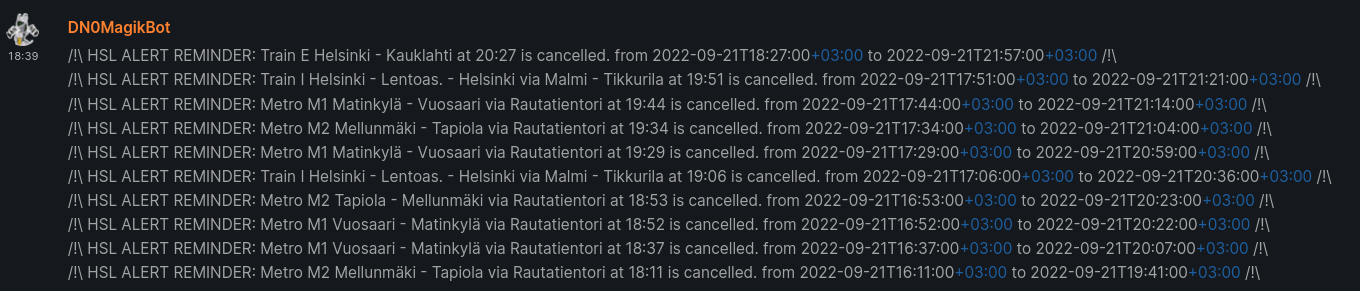 DN0MagikBot
18:39
/!\ HSL ALERT REMINDER: Train E Helsinki - Kauklahti at 20:27 is cancelled. from 2022-09-21T18:27:00+03:00 to 2022-09-21T21:57:00+03:00 /!\
/!\ HSL ALERT REMINDER: Train I Helsinki - Lentoas. - Helsinki via Malmi - Tikkurila at 19:51 is cancelled. from 2022-09-21T17:51:00+03:00 to 2022-09-21T21:21:00+03:00 /!\
/!\ HSL ALERT REMINDER: Metro M1 Matinkylä - Vuosaari via Rautatientori at 19:44 is cancelled. from 2022-09-21T17:44:00+03:00 to 2022-09-21T21:14:00+03:00 /!\
/!\ HSL ALERT REMINDER: Metro M2 Mellunmäki - Tapiola via Rautatientori at 19:34 is cancelled. from 2022-09-21T17:34:00+03:00 to 2022-09-21T21:04:00+03:00 /!\
/!\ HSL ALERT REMINDER: Metro M1 Matinkylä - Vuosaari via Rautatientori at 19:29 is cancelled. from 2022-09-21T17:29:00+03:00 to 2022-09-21T20:59:00+03:00 /!\
/!\ HSL ALERT REMINDER: Train I Helsinki - Lentoas. - Helsinki via Malmi - Tikkurila at 19:06 is cancelled. from 2022-09-21T17:06:00+03:00 to 2022-09-21T20:36:00+03:00 /!\
/!\ HSL ALERT REMINDER: Metro M2 Tapiola - Mellunmäki via Rautatientori at 18:53 is cancelled. from 2022-09-21T16:53:00+03:00 to 2022-09-21T20:23:00+03:00 /!\
/!\ HSL ALERT REMINDER: Metro M1 Vuosaari - Matinkylä via Rautatientori at 18:52 is cancelled. from 2022-09-21T16:52:00+03:00 to 2022-09-21T20:22:00+03:00 /!\
/!\ HSL ALERT REMINDER: Metro M1 Vuosaari - Matinkylä via Rautatientori at 18:37 is cancelled. from 2022-09-21T16:37:00+03:00 to 2022-09-21T20:07:00+03:00 /!\
/!\ HSL ALERT REMINDER: Metro M2 Mellunmäki - Tapiola via Rautatientori at 18:11 is cancelled. from 2022-09-21T16:11:00+03:00 to 2022-09-21T19:41:00+03:00 /!\